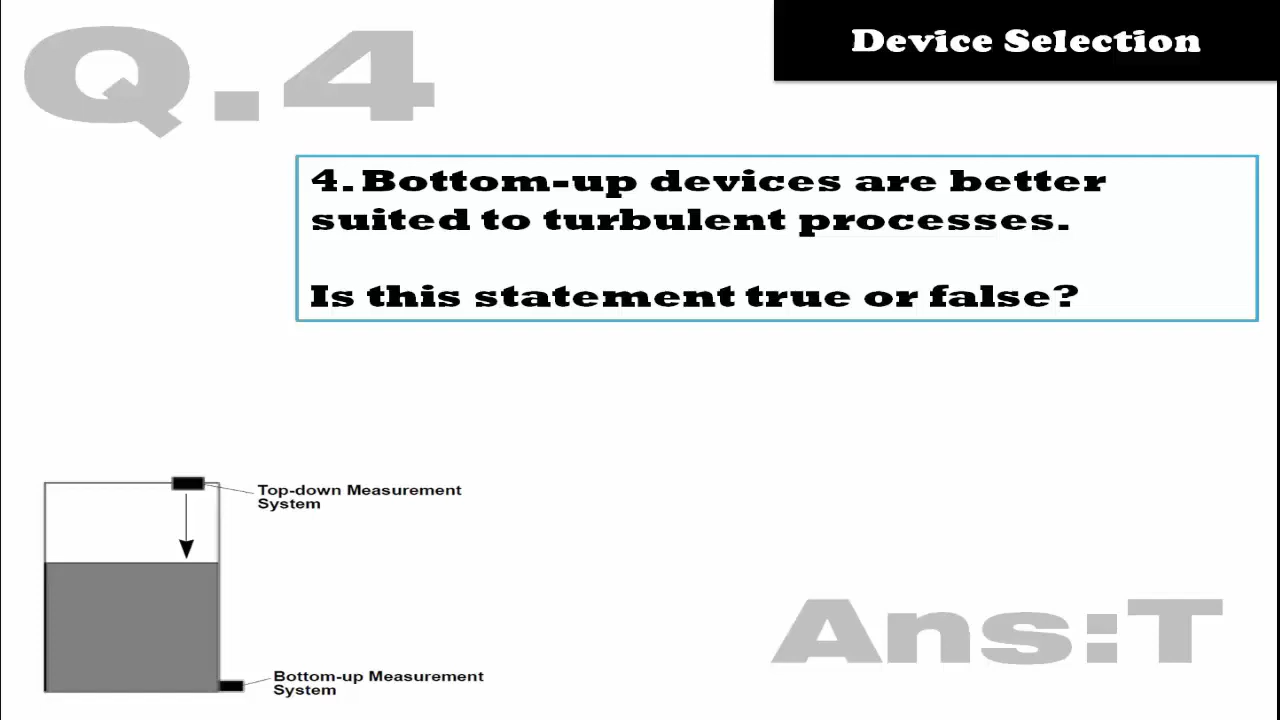 Q.4
Device Selection
4. Bottom-up devices are better
suited to turbulent processes.
Is this statement true or false?
Top-down Measurement
System
Ans:T
Bottom-up Measurement
System